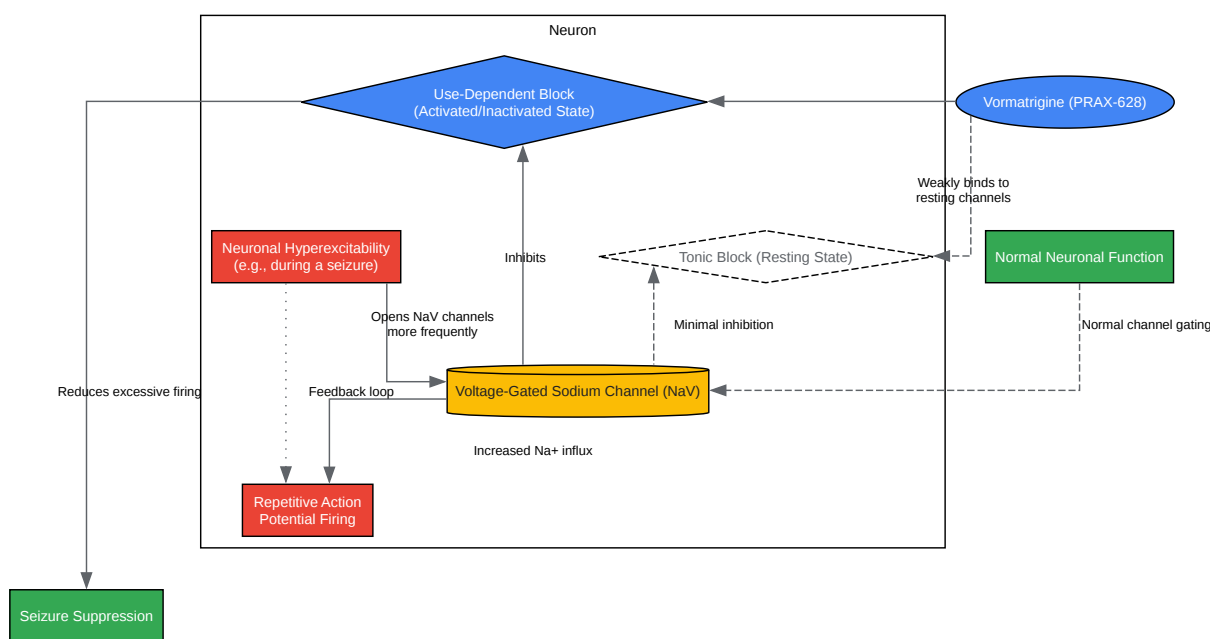 Neuron
Use-Dependent Block
(Activated/Inactivated State)
Vormatrigine (PRAX-628)
Weakly binds to
resting channels
Neuronal Hyperexcitability
(e.g., during a seizure)
Inhibits
Tonic Block (Resting State)
Normal Neuronal Function
Opens NaV channels
more frequently
Minimal inhibition
Normal channel gating
Reduces excessive firing
Feedback loop
Voltage-Gated Sodium Channel (NaV)
Increased Na+ influx
Repetitive Action
Potential Firing
Seizure Suppression